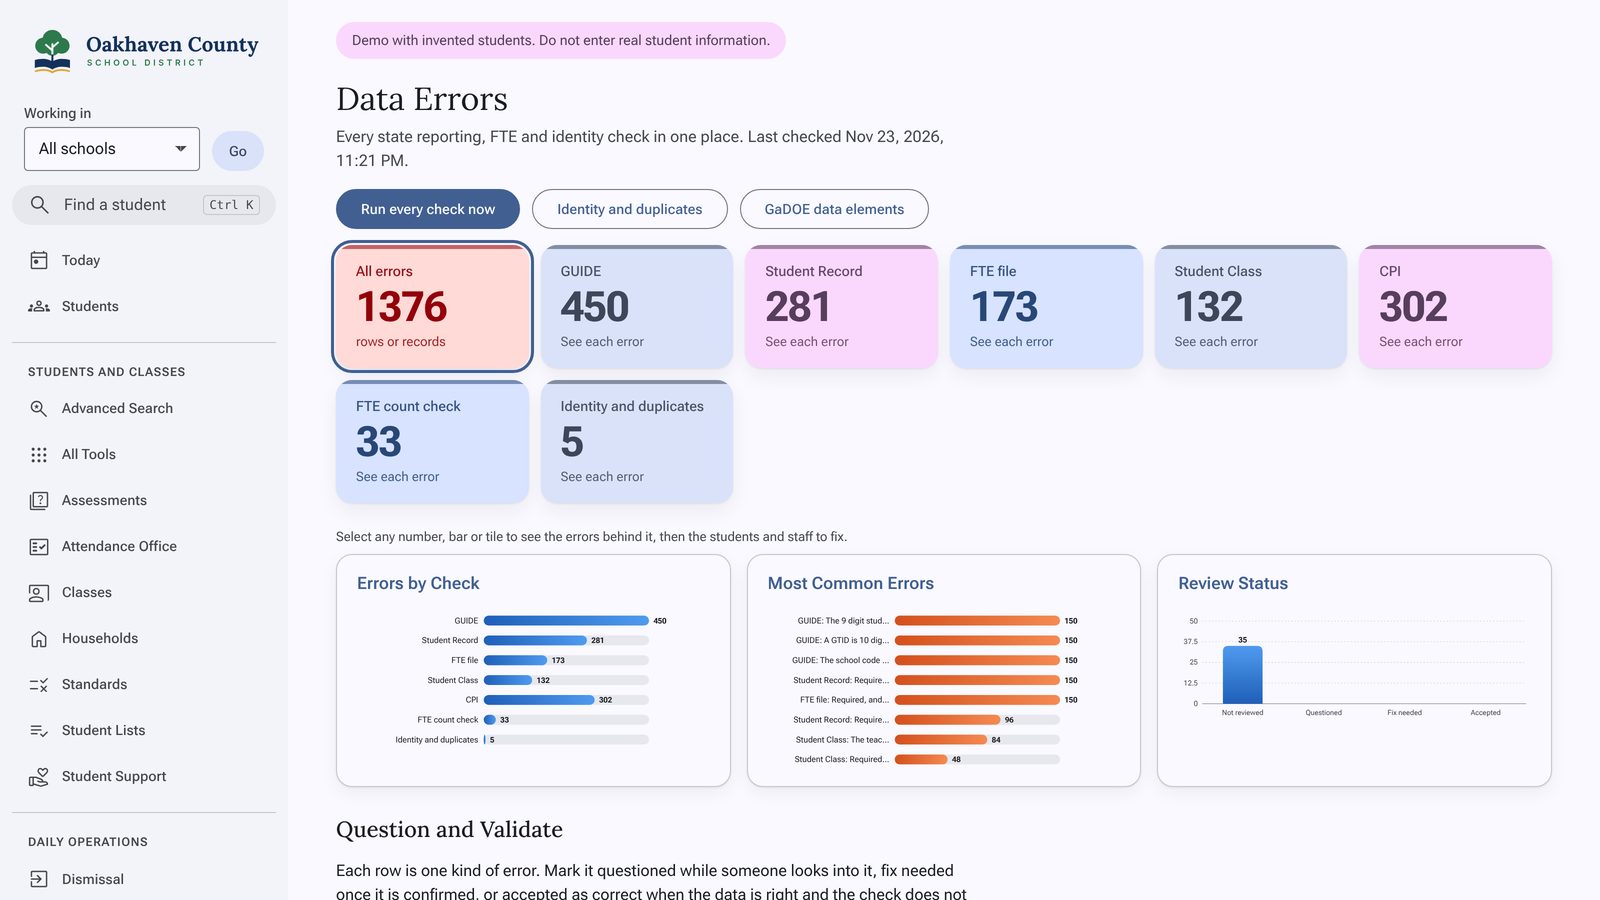 Oakhaven County
SCHOOL DISTRICT
Working in
All schools
Go
Find a student
Ctrl K
Today
Students
STUDENTS AND CLASSES
Advanced Search
All Tools
Assessments
Attendance Office
Classes
Households
Standards
Student Lists
Student Support
DAILY OPERATIONS
Dismissal
Demo with invented students. Do not enter real student information.
Data Errors
Every state reporting, FTE and identity check in one place. Last checked Nov 23, 2026,
11:21 PM.
Run every check now
Identity and duplicates
GaDOE data elements
All errors
1376
rows or records
GUIDE
450
See each error
Student Record
281
See each error
FTE file
173
See each error
Student Class
132
See each error
CPI
302
See each error
FTE count check
33
See each error
Identity and duplicates
5
See each error
Select any number, bar or tile to see the errors behind it, then the students and staff to fix.
Errors by Check
GUIDE 450
Student Record 281
FTE file 173
Student Class 132
CPI 302
FTE count check 33
Identity and duplicates 5
Most Common Errors
GUIDE: The 9 digit stud... 150
GUIDE: A GTID is 10 dig... 150
GUIDE: The school code ... 150
Student Record: Require... 150
FTE file: Required, and... 150
Student Record: Require... 96
Student Class: The teac... 84
Student Class: Required... 48
Review Status
50
37.5
25
12.5
0
35
Not reviewed
Questioned
Fix needed
Accepted
Question and Validate
Each row is one kind of error. Mark it questioned while someone looks into it, fix needed
once it is confirmed, or accepted as correct when the data is right and the check does not